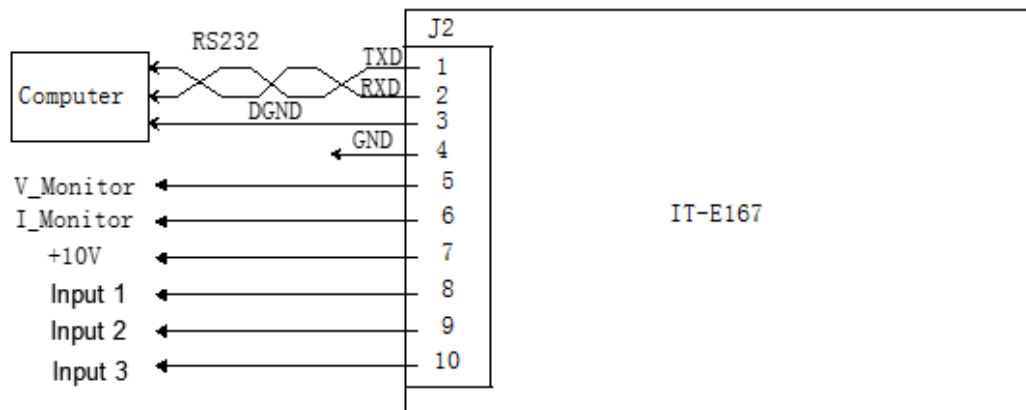 J2
RS232
TXD 1
Computer
RXD 2
DGND 3
GND 4
V_Monitor 5
I_Monitor 6
IT-E167
+10V 7
Input 1 8
Input 2 9
Input 3 10